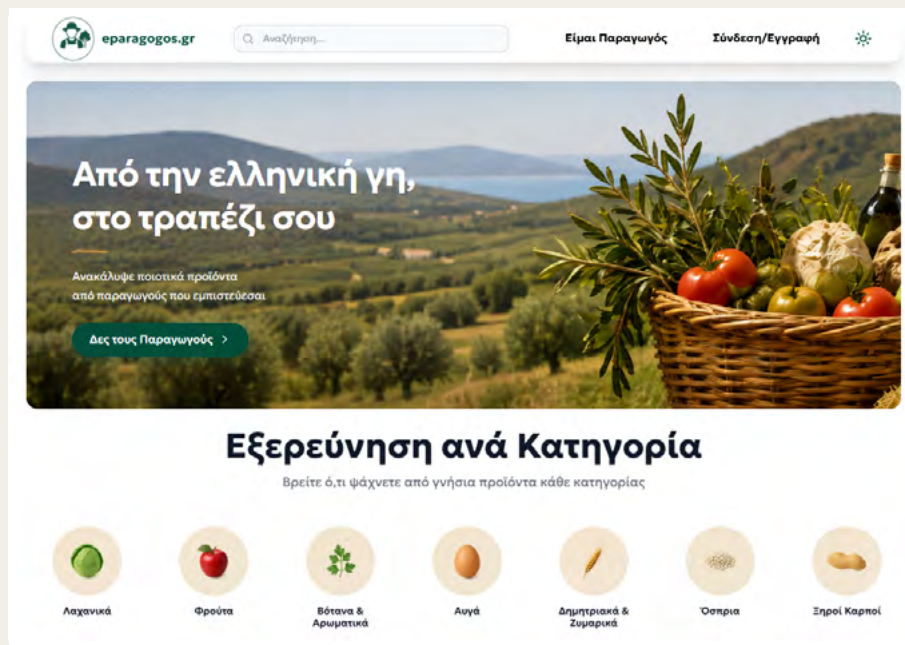 eparagogos.gr
Αναζήτηση...
Είμαι Παραγωγός
Σύνδεση/Εγγραφή
Από την ελληνική γη,
στο τραπέζι σου
Ανακάλυψε ποιοτικά προϊόντα
από παραγωγούς που εμπιστεύεσαι
Δες τους Παραγωγούς >
Εξερεύνηση ανά Κατηγορία
Βρείτε ό,τι ψάχνετε από γνήσια προϊόντα κάθε κατηγορίας
Λαχανικά
Φρούτα
Βότανα &
Αρωματικά
Αυγά
Δημητριακά &
Ζυμαρικά
Όσπρια
Ξηροί Καρποί